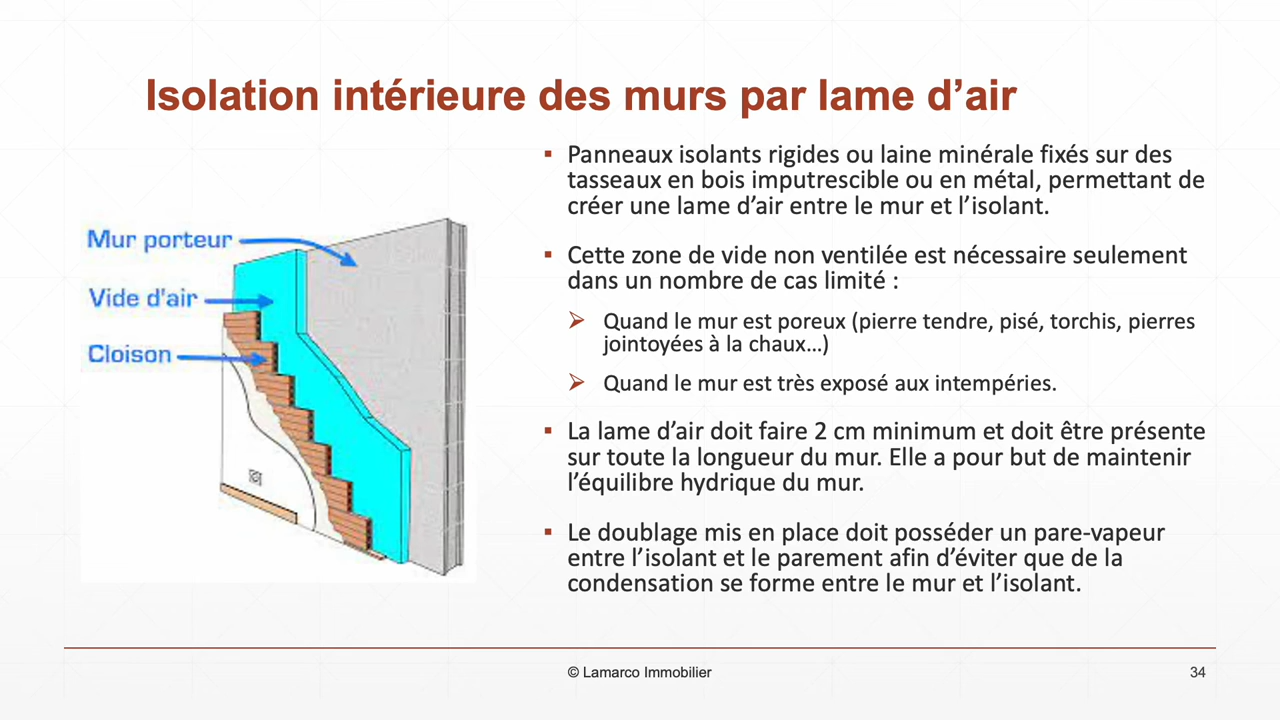 Isolation intérieure des murs par lame d’air
Mur porteur
Vide d'air
Cloison
▪ Panneaux isolants rigides ou laine minérale fixés sur des
tasseaux en bois imputrescible ou en métal, permettant de
créer une lame d’air entre le mur et l’isolant.
▪ Cette zone de vide non ventilée est nécessaire seulement
dans un nombre de cas limité :
➢ Quand le mur est poreux (pierre tendre, pisé, torchis, pierres
jointoyées à la chaux…)
➢ Quand le mur est très exposé aux intempéries.
▪ La lame d’air doit faire 2 cm minimum et doit être présente
sur toute la longueur du mur. Elle a pour but de maintenir
l’équilibre hydrique du mur.
▪ Le doublage mis en place doit posséder un pare-vapeur
entre l’isolant et le parement afin d’éviter que de la
condensation se forme entre le mur et l’isolant.
© Lamarco Immobilier
34